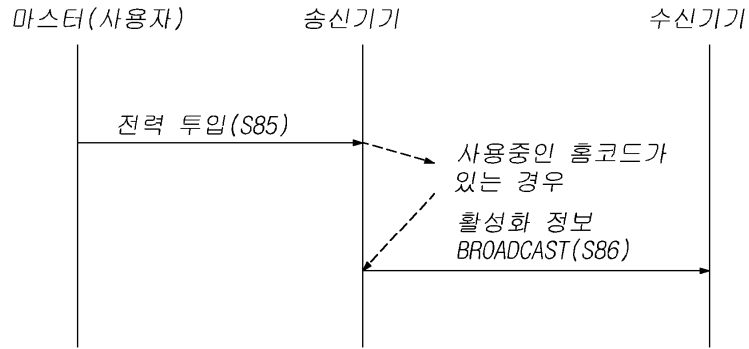 마스터(사용자)
송신기기
수신기기
전력 투입(S85)
사용중인 홈코드가
있는 경우
활성화 정보
BROADCAST(S86)